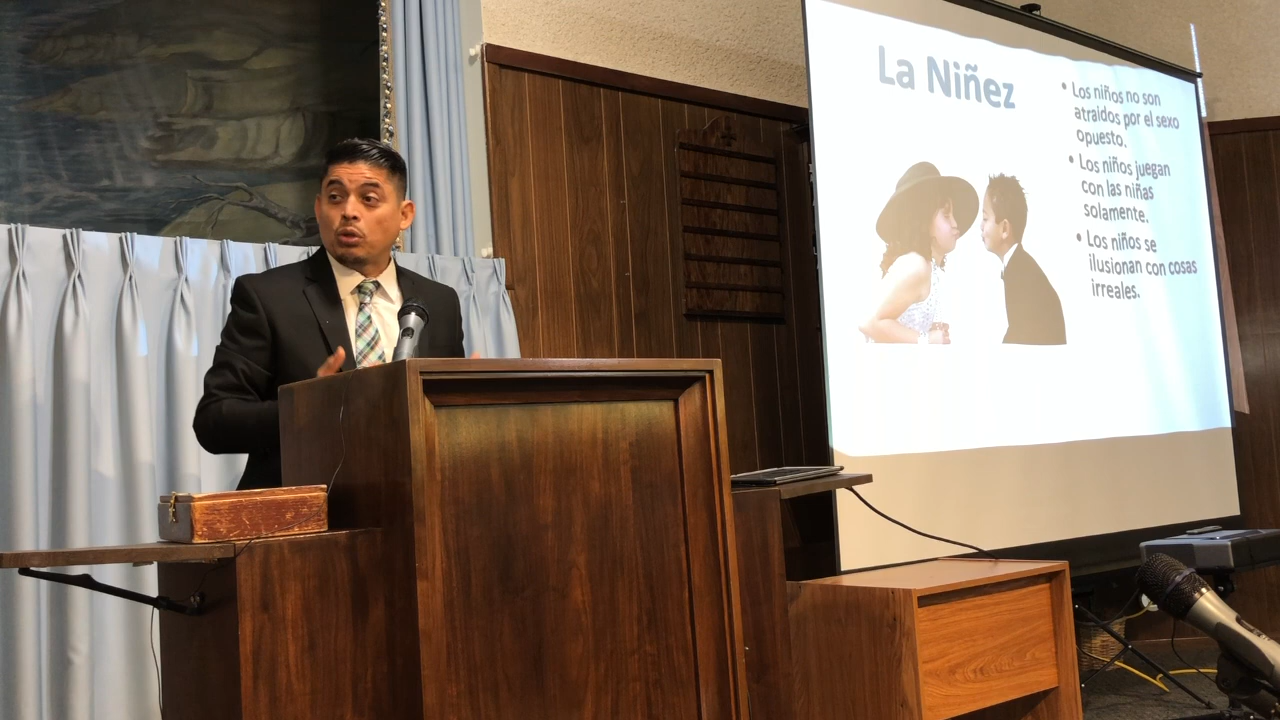 La Niñez
• Los niños no son
atraidos por el sexo
opuesto.
• Los niños juegan
con las niñas
solamente.
• Los niños se
ilusionan con cosas
irreales.